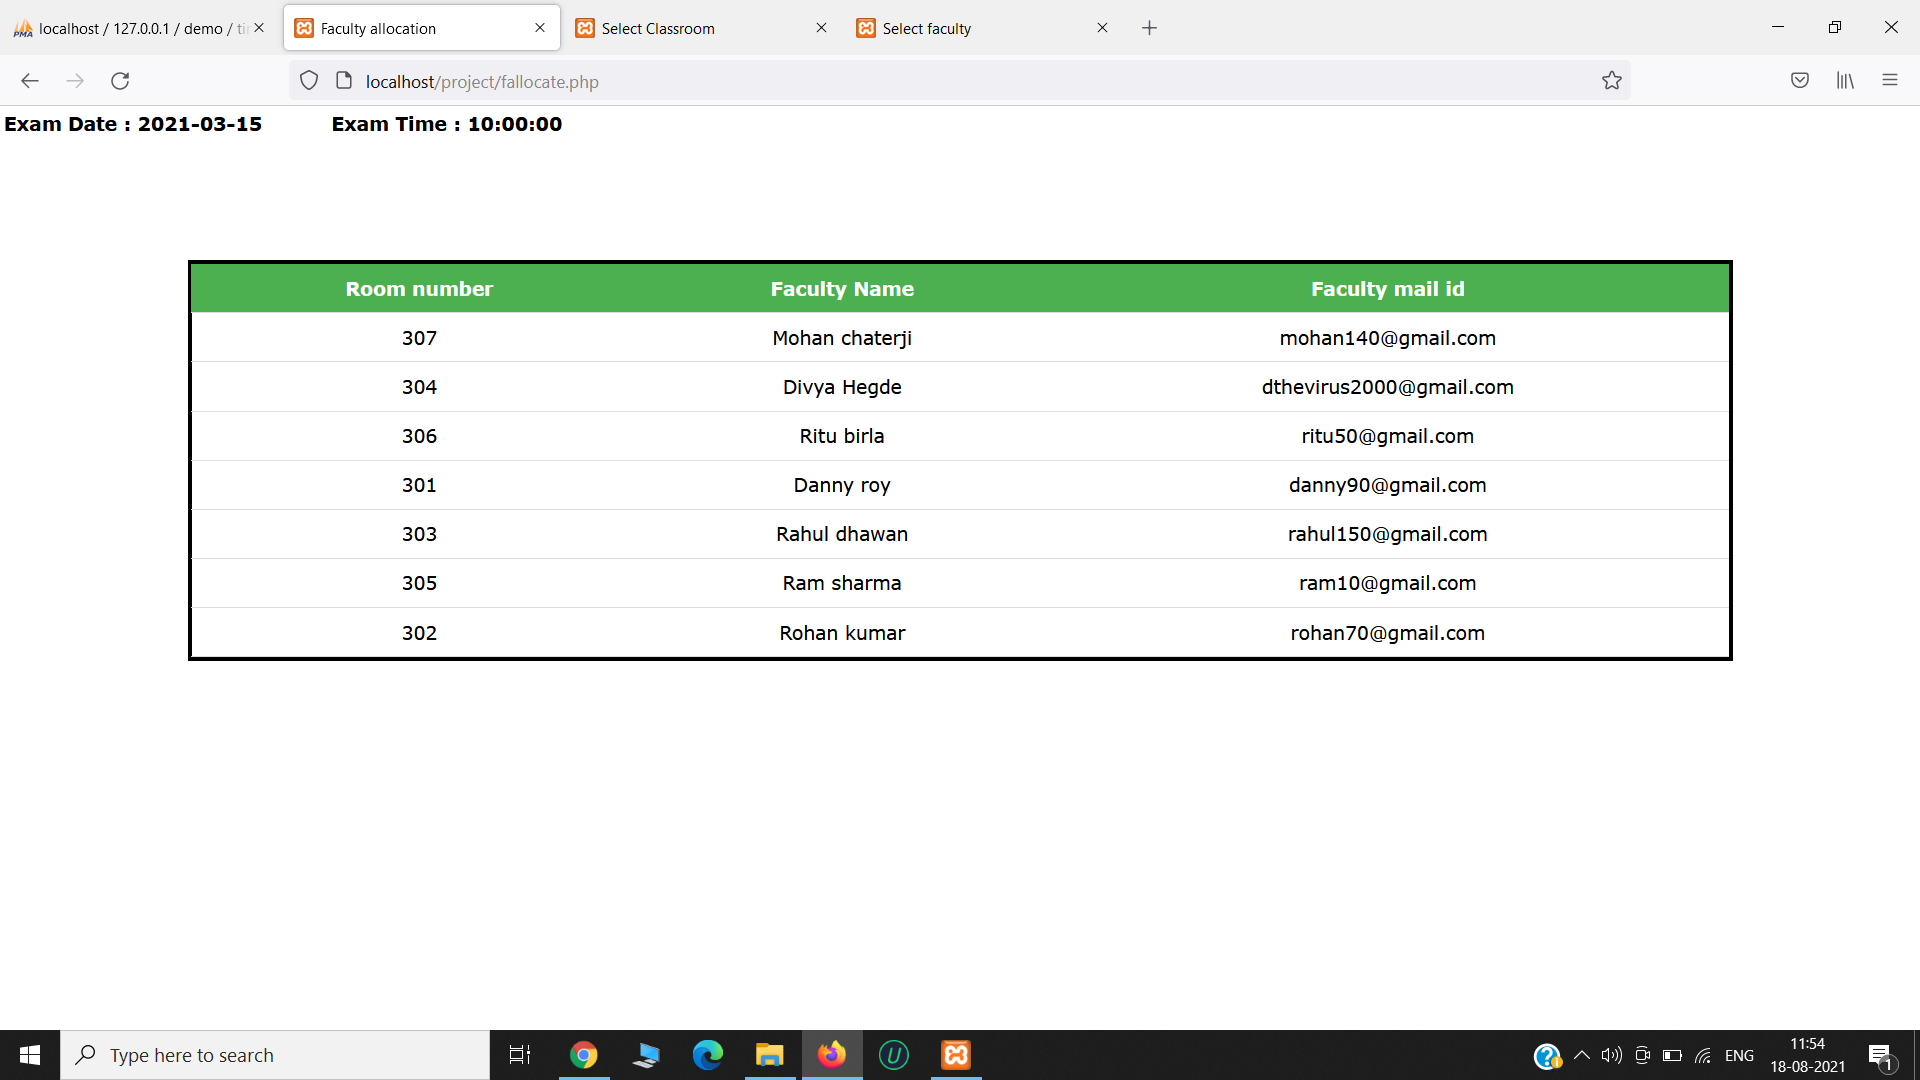 localhost / 127.0.0.1 / demo / tir
Faculty allocation
Select Classroom
Select faculty
localhost/project/fallocate.php
Exam Date : 2021-03-15 Exam Time : 10:00:00
Room number Faculty Name Faculty mail id
307 Mohan chaterji mohan140@gmail.com
304 Divya Hegde dthevirus2000@gmail.com
306 Ritu birla ritu50@gmail.com
301 Danny roy danny90@gmail.com
303 Rahul dhawan rahul150@gmail.com
305 Ram sharma ram10@gmail.com
302 Rohan kumar rohan70@gmail.com
Type here to search
ENG
11:54
18-08-2021
1